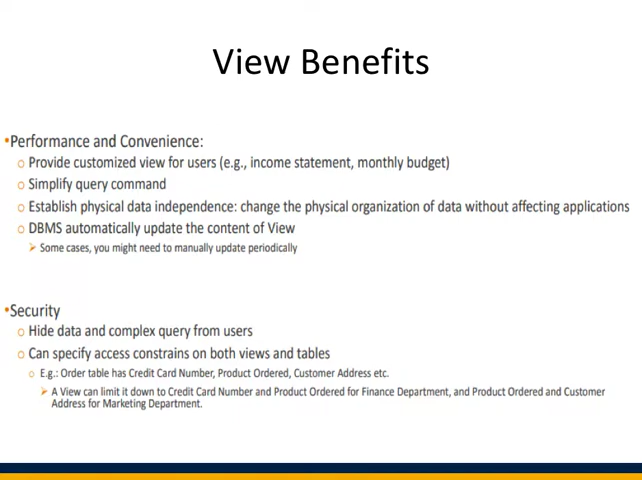 View Benefits
•Performance and Convenience:
o Provide customized view for users (e.g., income statement, monthly budget)
o Simplify query command
o Establish physical data independence: change the physical organization of data without affecting applications
o DBMS automatically update the content of View
➢ Some cases, you might need to manually update periodically
•Security
o Hide data and complex query from users
o Can specify access constrains on both views and tables
o E.g.: Order table has Credit Card Number, Product Ordered, Customer Address etc.
➢ A View can limit it down to Credit Card Number and Product Ordered for Finance Department, and Product Ordered and Customer
Address for Marketing Department.